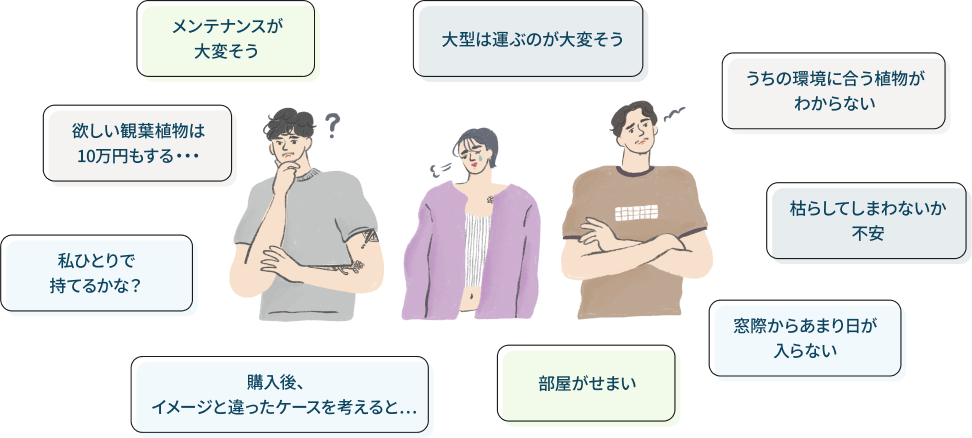 メンテナンスが
大変そう
大型は運ぶのが大変そう
うちの環境に合う植物が
わからない
欲しい観葉植物は
10万円もする・・・
?
枯らしてしまわないか
不安
私ひとりで
持てるかな？
窓際からあまり日が
入らない
購入後、
イメージと違ったケースを考えると…
部屋がせまい